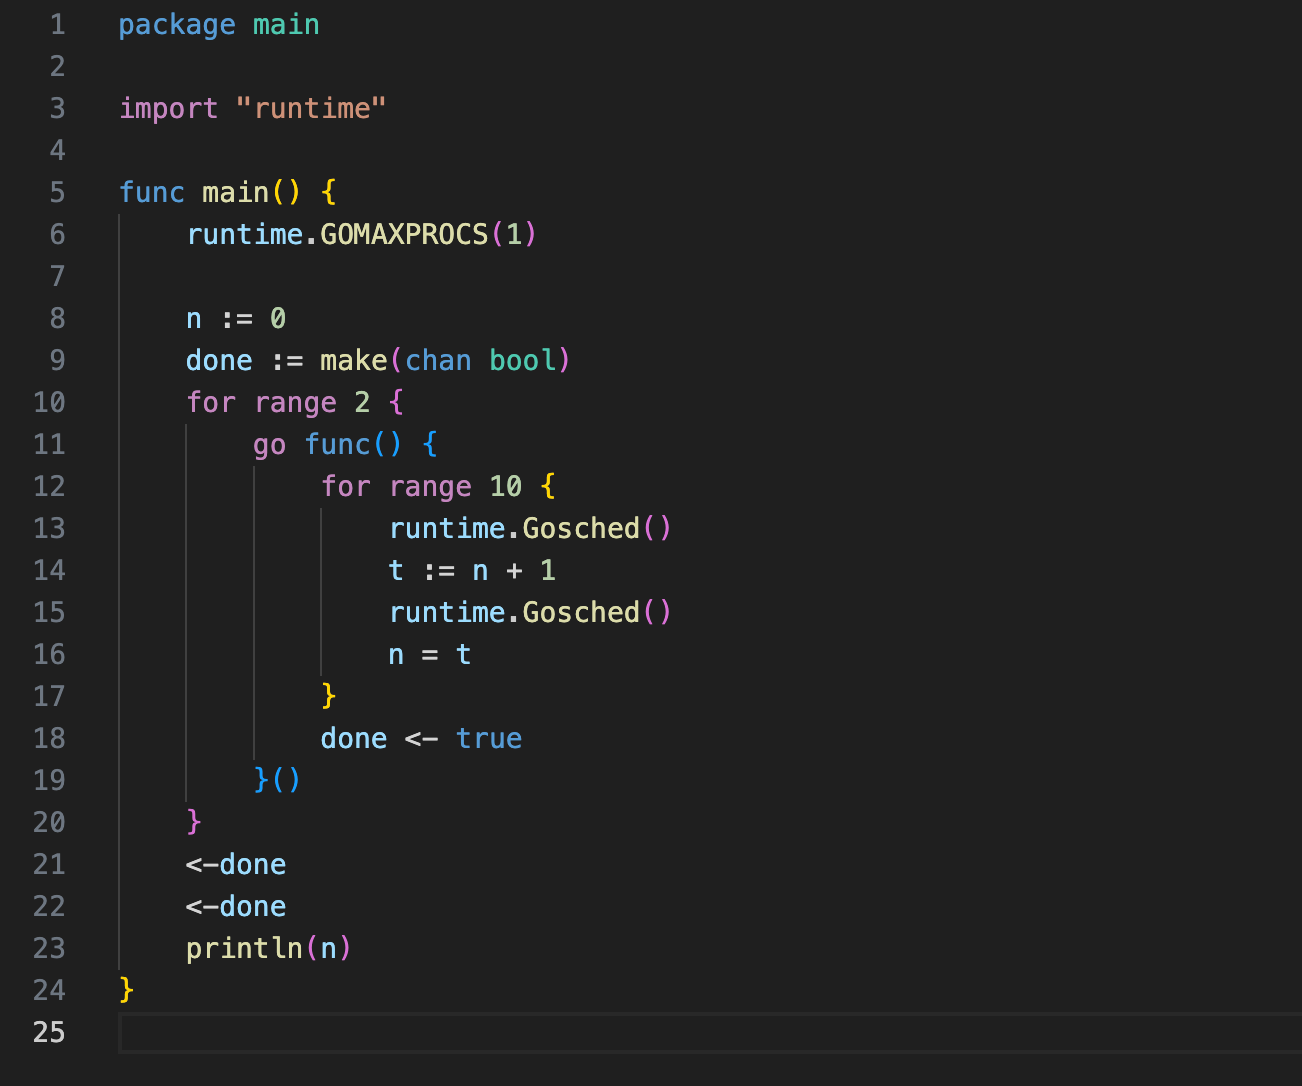 1 package main
2
3 import "runtime"
4
5 func main() {
6     runtime.GOMAXPROCS(1)
7
8     n := 0
9     done := make(chan bool)
10     for range 2 {
11         go func() {
12             for range 10 {
13                 runtime.Gosched()
14                 t := n + 1
15                 runtime.Gosched()
16                 n = t
17             }
18             done <- true
19         }()
20     }
21     <-done
22     <-done
23     println(n)
24 }
25